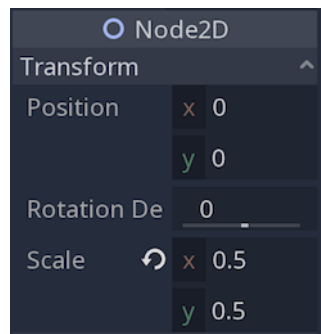 Node2D
Transform
Position x 0
y 0
Rotation De 0
Scale x 0.5
y 0.5